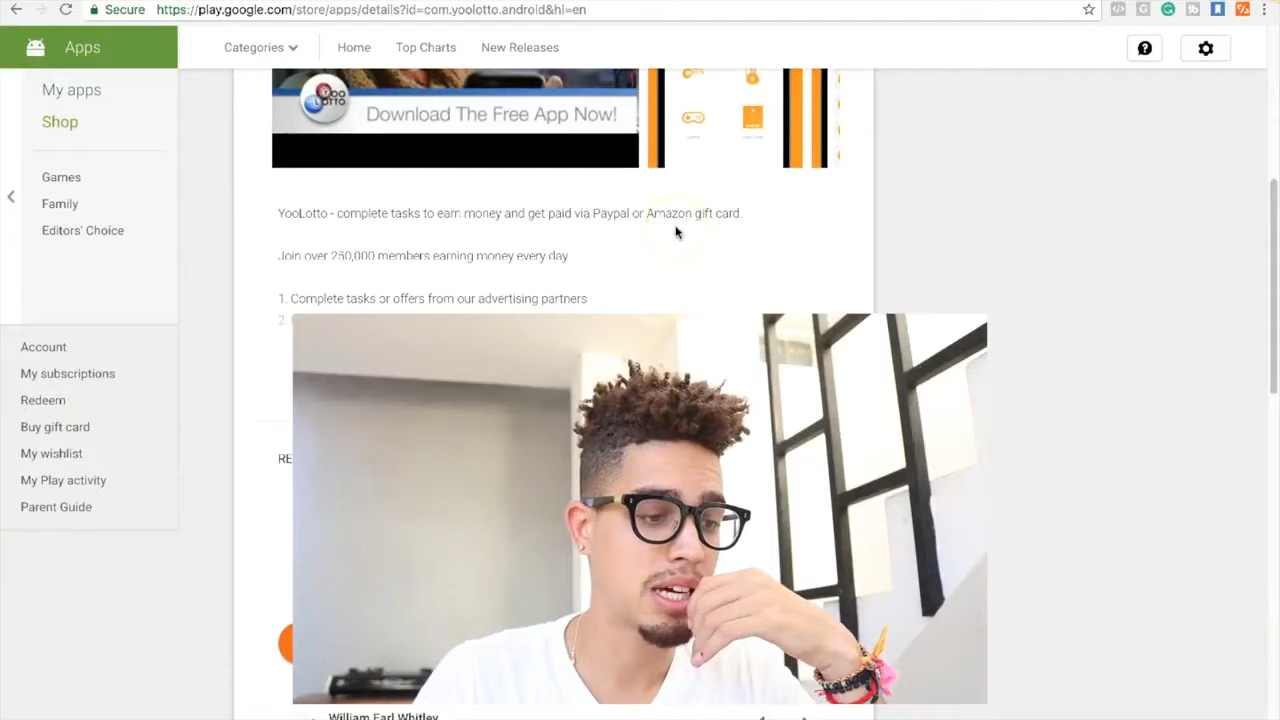 Secure https://play.google.com/store/apps/details?id=com.yoolotto.android&hl=en
Apps
Categories
Home
Top Charts
New Releases
My apps
Shop
Games
Family
Editors' Choice
Account
My subscriptions
Redeem
Buy gift card
My wishlist
My Play activity
Parent Guide
YOO
LOTTO
Download The Free App Now!
YooLotto - complete tasks to earn money and get paid via Paypal or Amazon gift card.
Join over 250,000 members earning money every day
1. Complete tasks or offers from our advertising partners
2.
RE
William Earl Whitley